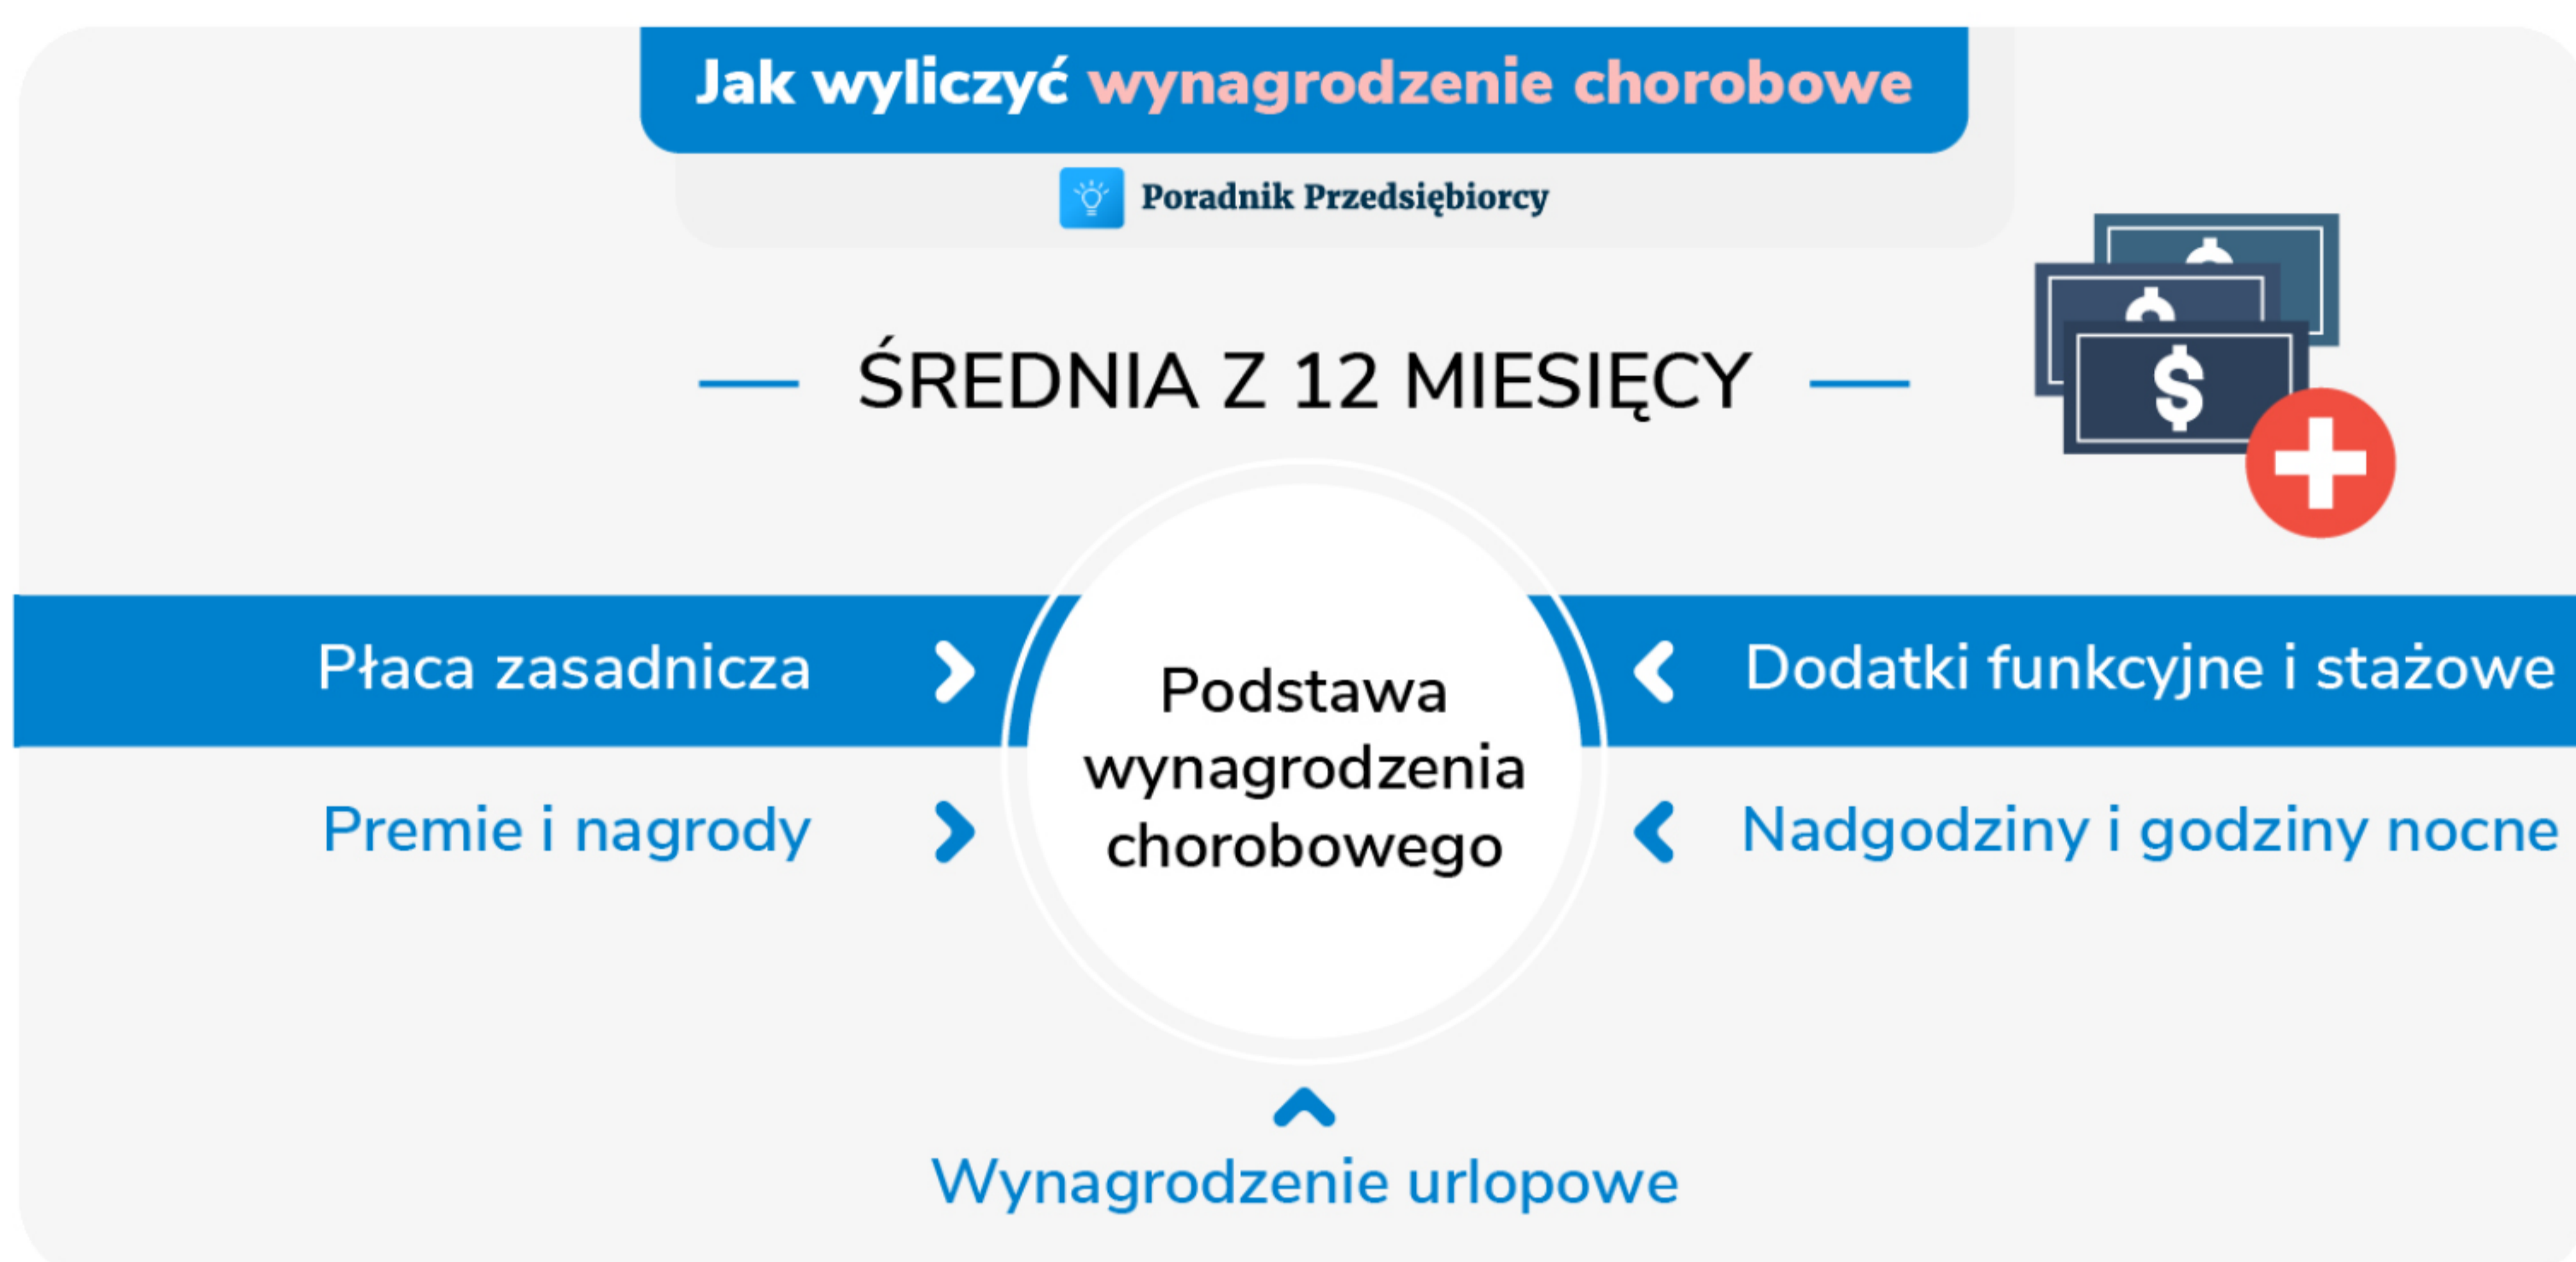 Jak wyliczyć wynagrodzenie chorobowe
Poradnik Przedsiębiorcy
ŚREDNIA Z 12 MIESIĘCY
Płaca zasadnicza
Premie i nagrody
Podstawa
wynagrodzenia
chorobowego
Dodatki funkcyjne i stażowe
Nadgodziny i godziny nocne
Wynagrodzenie urlopowe